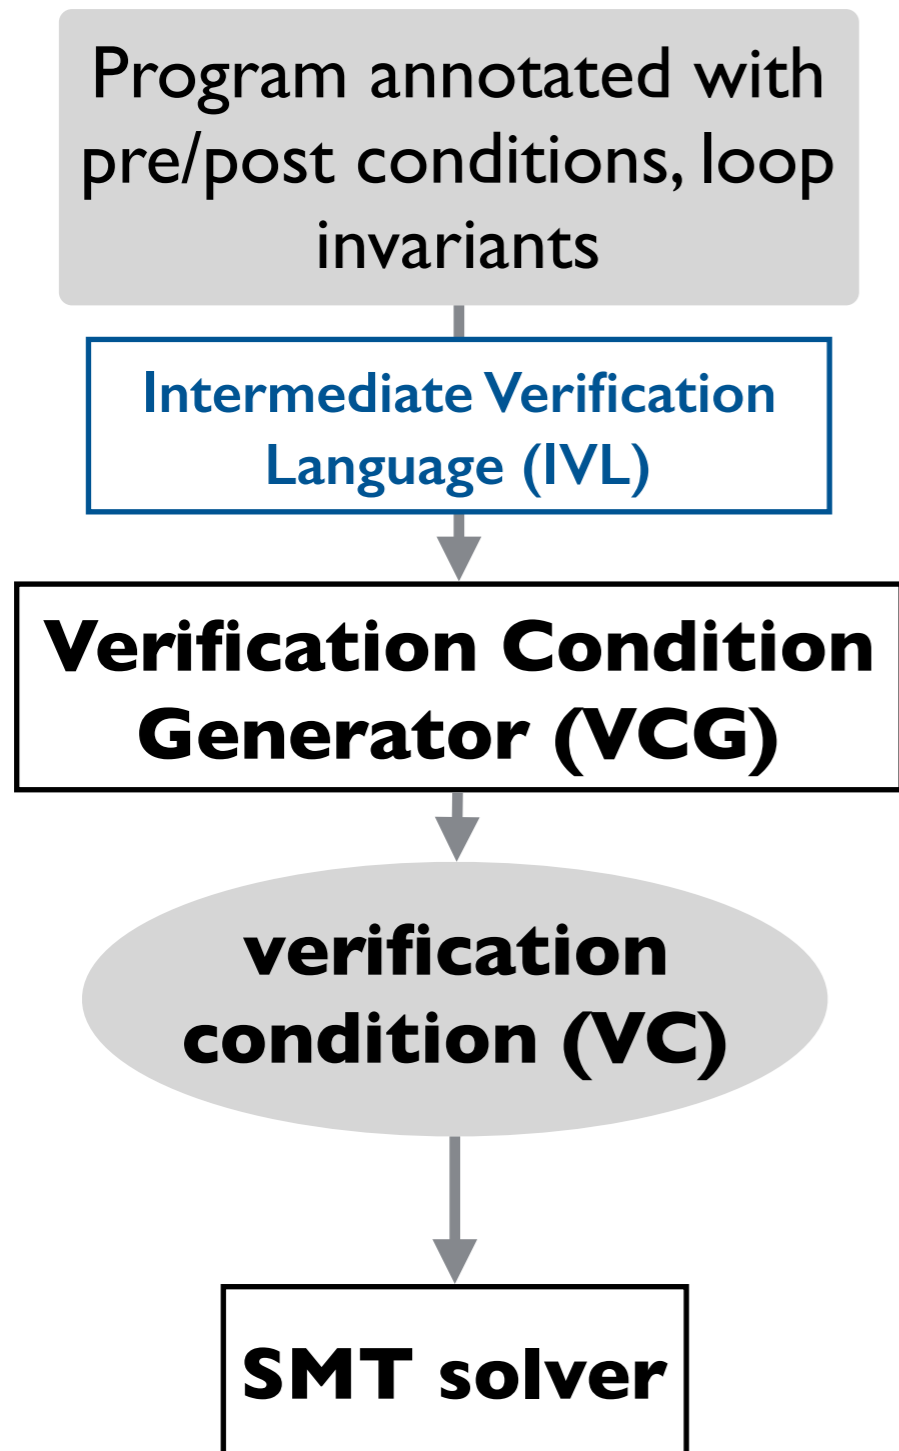 Program annotated with
pre/post conditions, loop
invariants
Intermediate Verification
Language (IVL)
Verification Condition
Generator (VCG)
verification
condition (VC)
SMT solver